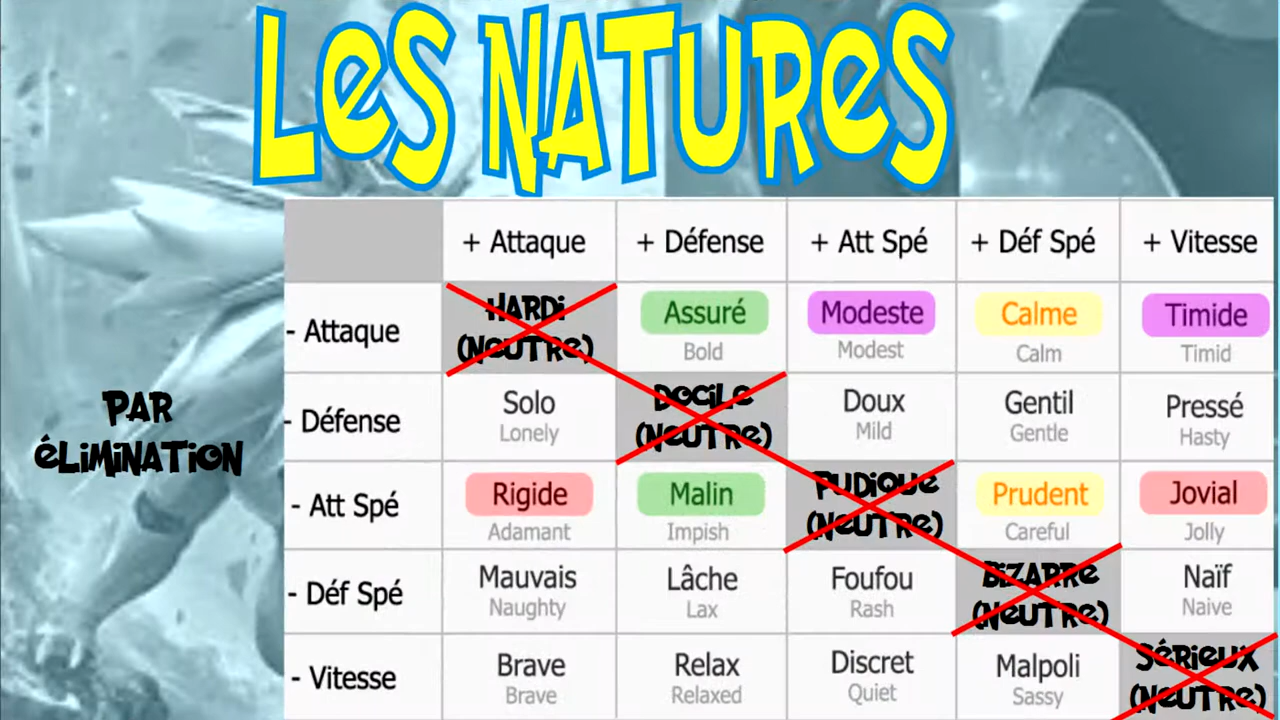 LeS NATUReS
+ Attaque + Défense + Att Spé + Déf Spé + Vitesse
- Attaque HARDi (NeUTRe) Assuré Bold Modeste Modest Calme Calm Timide Timid
- Défense Solo Lonely DOCiLe (NeUTRe) Doux Mild Gentil Gentle Pressé Hasty
PAR
éLiMiNATiON
- Att Spé Rigide Adamant Malin Impish PUDiQUe (NeUTRe) Prudent Careful Jovial Jolly
- Déf Spé Mauvais Naughty Lâche Lax Foufou Rash BiZARRe (NeUTRe) Naïf Naive
- Vitesse Brave Brave Relax Relaxed Discret Quiet Malpoli Sassy SéRieUX (NeUTRe)